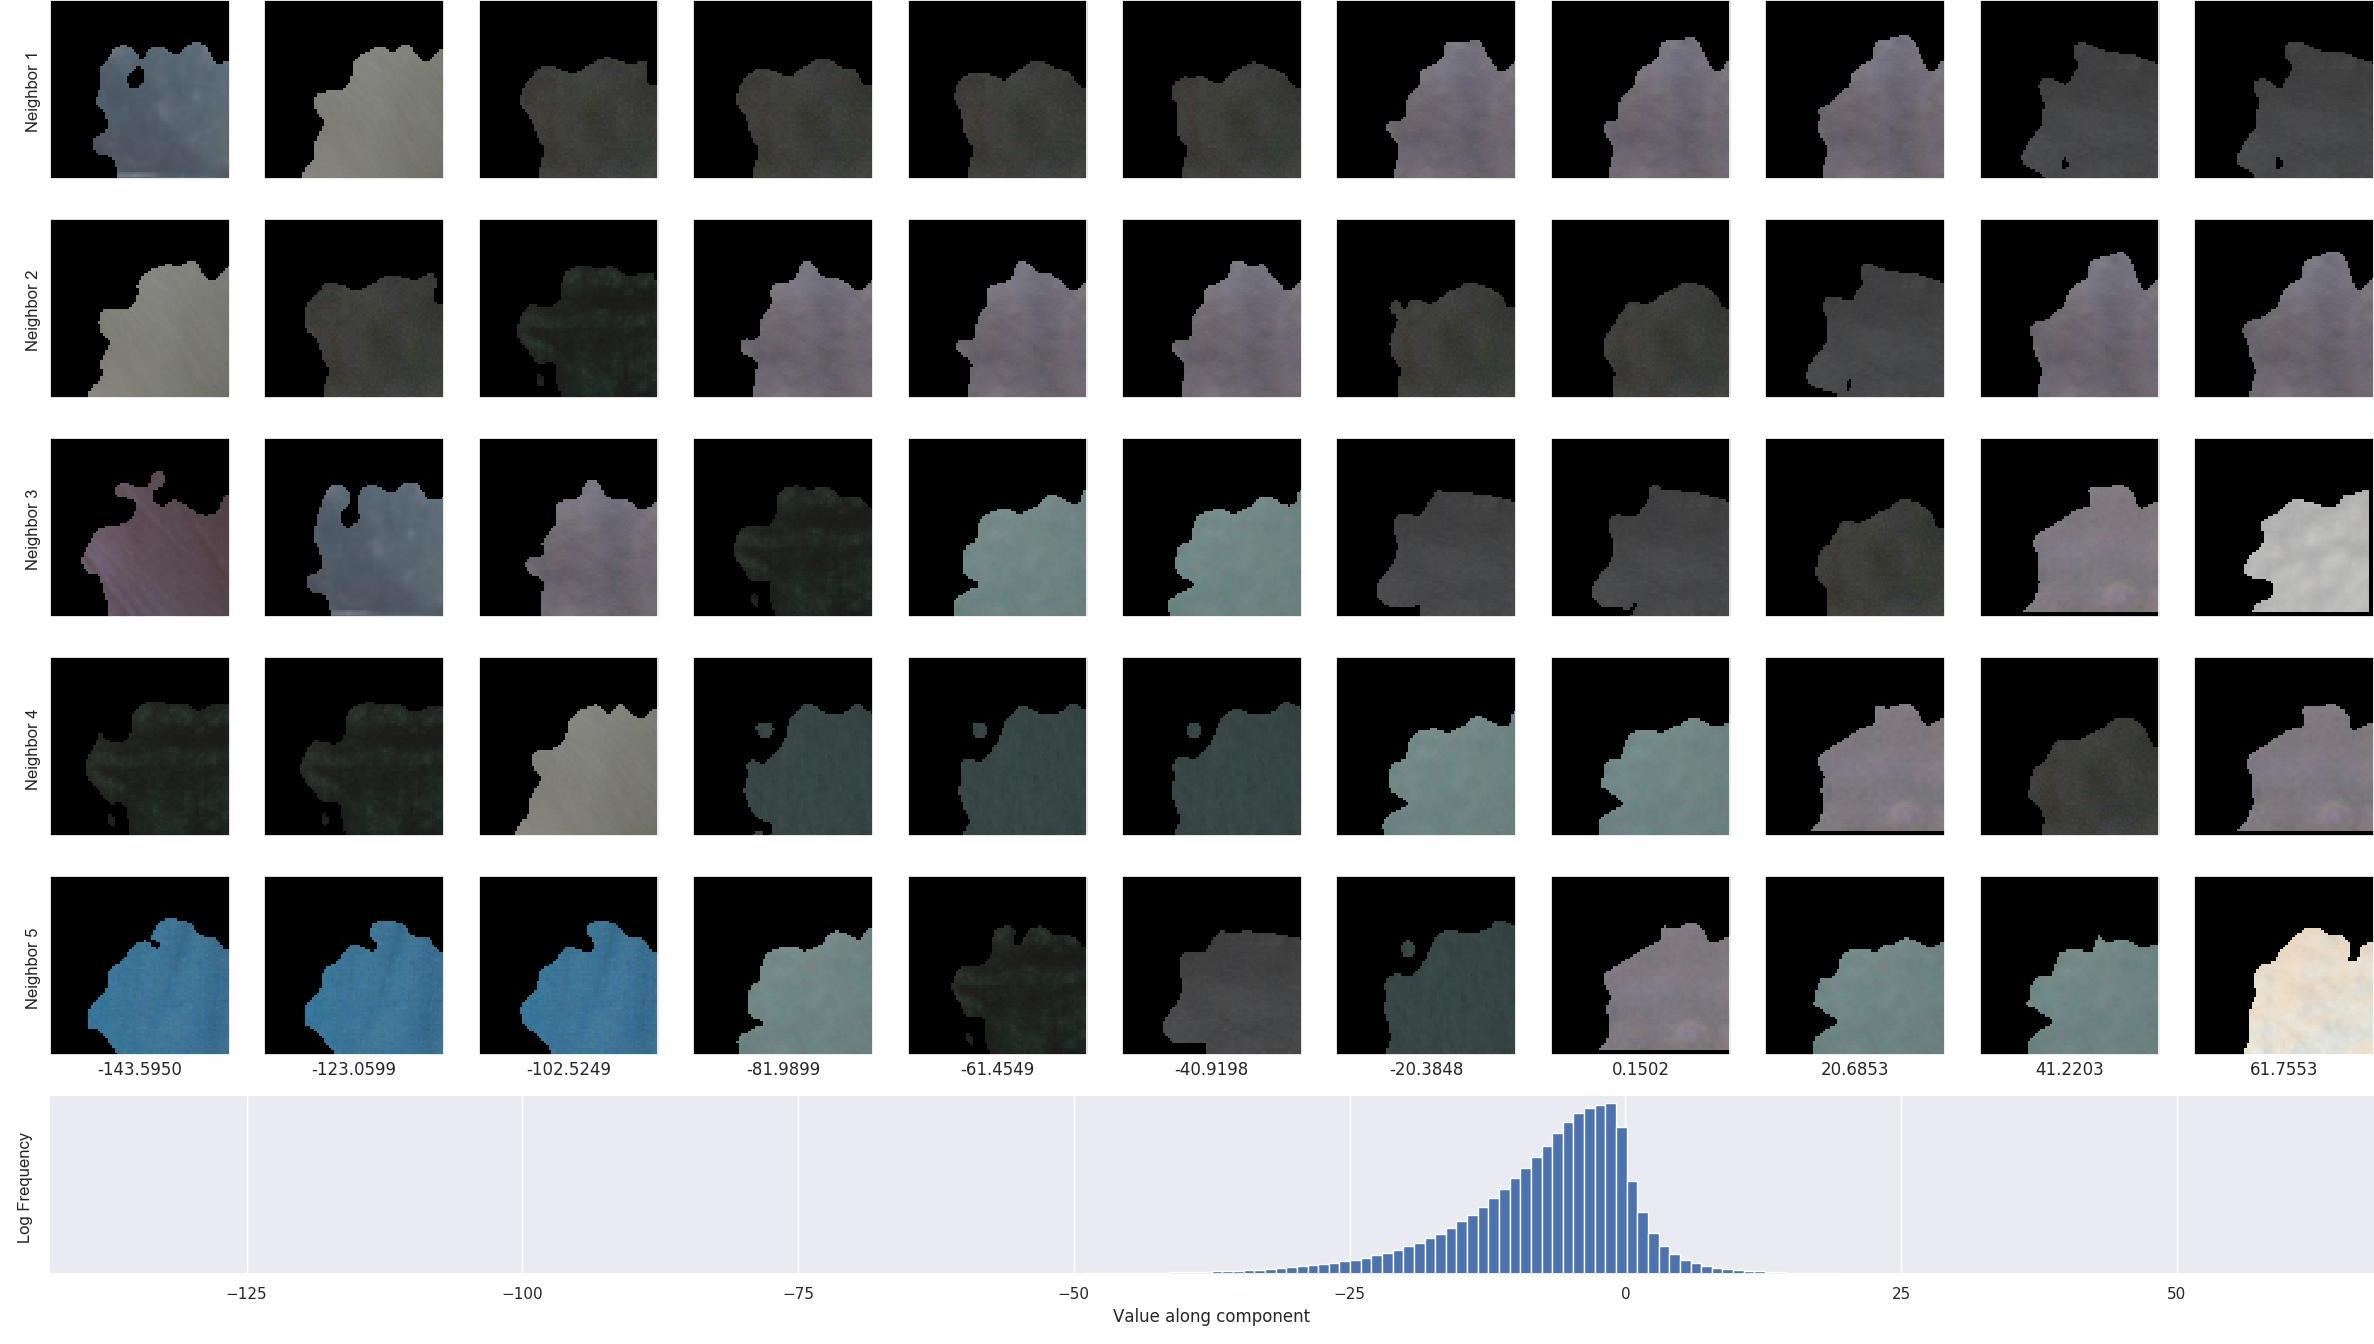 Neighbor 1
Neighbor 2
Neighbor 3
Neighbor 4
Neighbor 5
-143.5950 -123.0599 -102.5249 -81.9899 -61.4549 -40.9198 -20.3848 0.1502 20.6853 41.2203 61.7553
Log Frequency
−125 −100 −75 −50 −25 0 25 50
Value along component